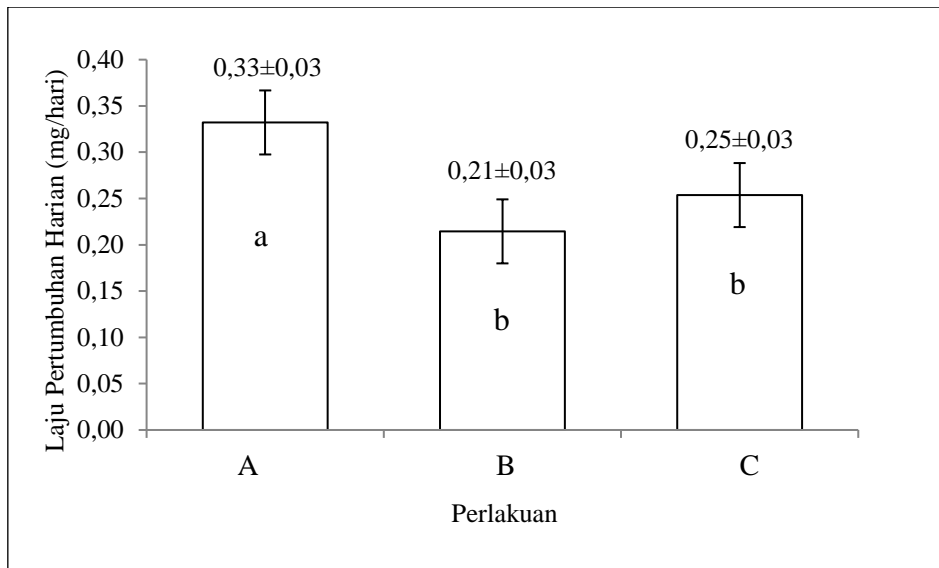 Laju Pertumbuhan Harian (mg/hari)
0,40
0,35
0,30
0,25
0,20
0,15
0,10
0,05
0,00
0,33±0,03
0,21±0,03
0,25±0,03
a
b
b
A B C
Perlakuan